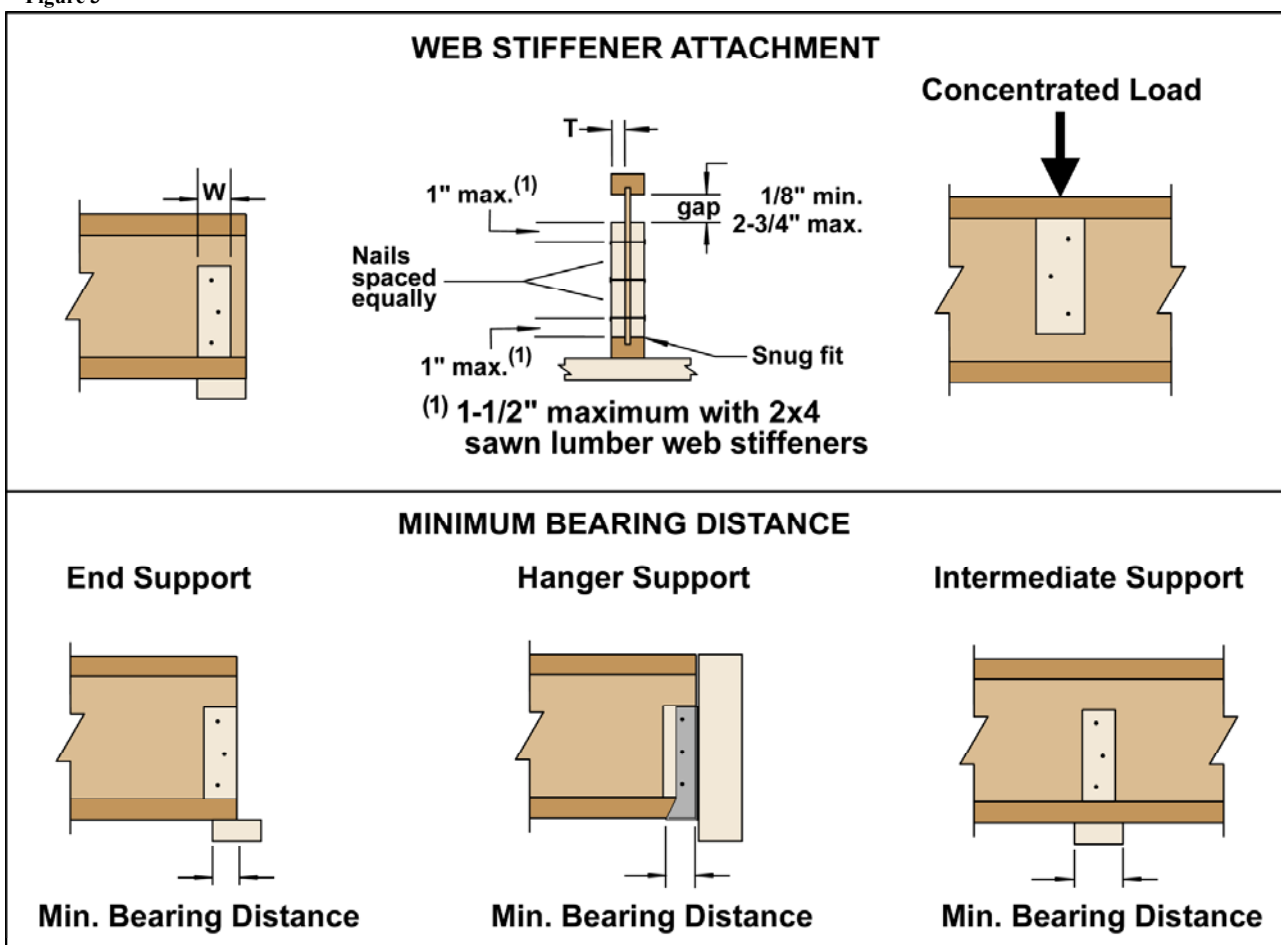 Figure 3
WEB STIFFENER ATTACHMENT
W
T
1" max.(1)
gap
1/8" min.
2-3/4" max.
Nails
spaced
equally
1" max.(1)
Snug fit
(1) 1-1/2" maximum with 2x4
sawn lumber web stiffeners
Concentrated Load
MINIMUM BEARING DISTANCE
End Support
Hanger Support
Intermediate Support
Min. Bearing Distance
Min. Bearing Distance
Min. Bearing Distance